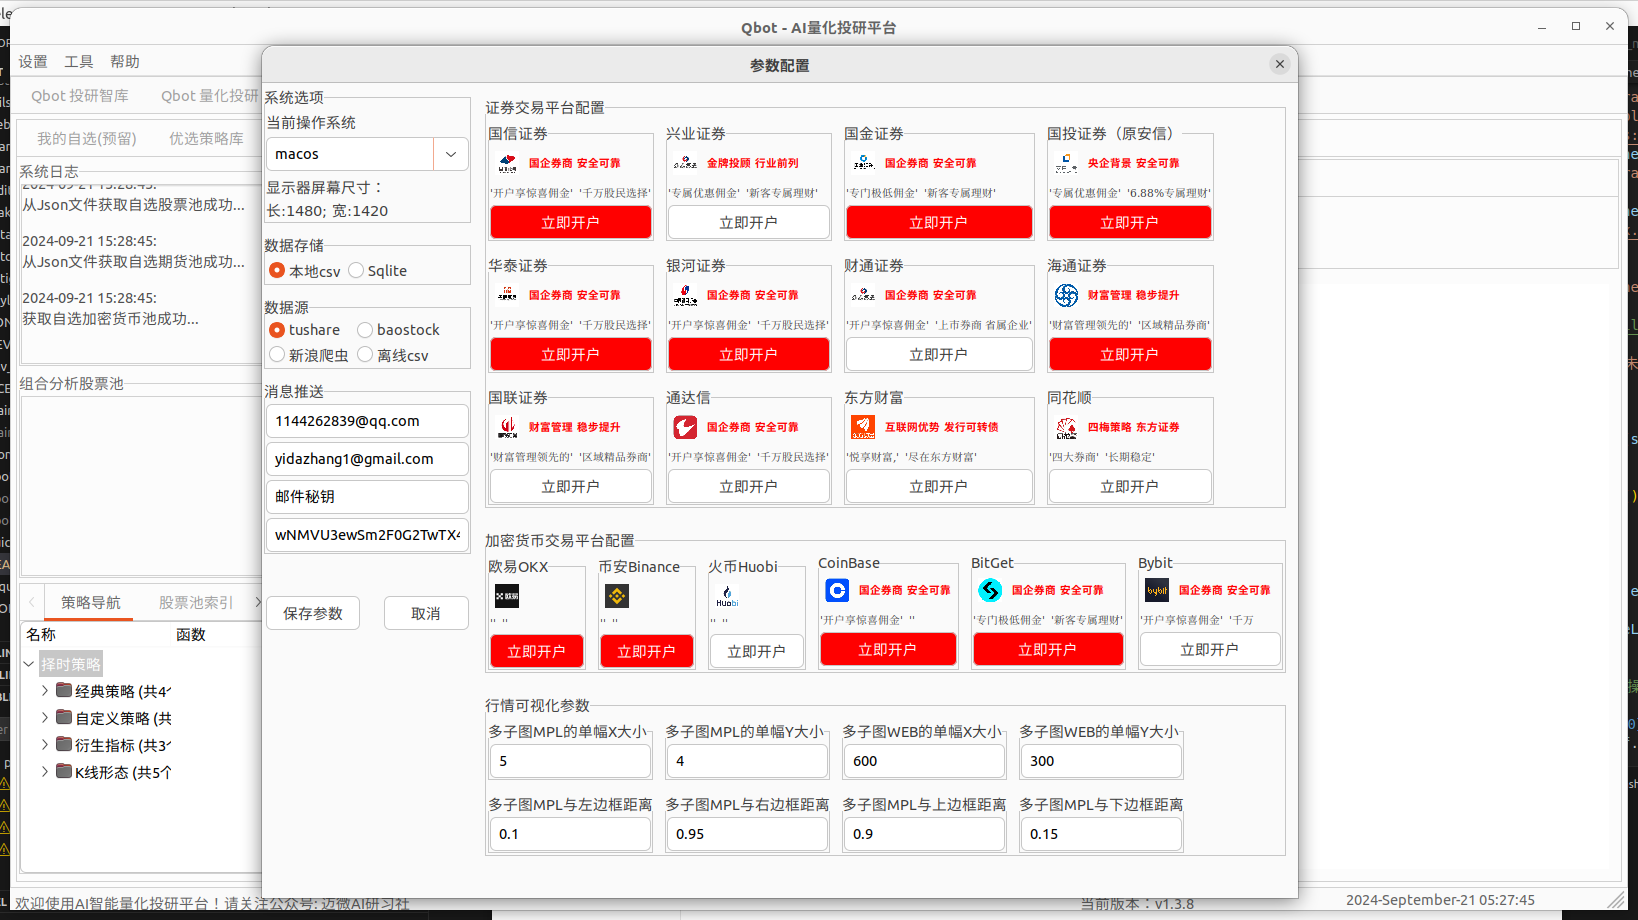 Qbot - AI量化投研平台
设置 工具 帮助
Qbot 投研智库 Qbot 量化投研
我的自选(预留) 优选策略库
系统日志
2024-09-21 15:28:45:
从Json文件获取自选股票池成功...
2024-09-21 15:28:45:
从Json文件获取自选期货池成功...
2024-09-21 15:28:45:
获取自选加密货币池成功...
组合分析股票池
策略导航 股票池索引
名称 函数
择时策略
经典策略 (共4个
自定义策略 (共
衍生指标 (共3个
K线形态 (共5个
参数配置
系统选项
当前操作系统
macos
显示器屏幕尺寸：
长:1480; 宽:1420
数据存储
本地csv Sqlite
数据源
tushare baostock
新浪爬虫 离线csv
消息推送
1144262839@qq.com
yidazhang1@gmail.com
邮件秘钥
wNMVU3ewSm2F0G2TwTX4
保存参数 取消
证券交易平台配置
国信证券 兴业证券 国金证券 国投证券（原安信）
国企券商 安全可靠 金牌投顾 行业前列 国企券商 安全可靠 央企背景 安全可靠
'开户享惊喜佣金' '千万股民选择' '专属优惠佣金' '新客专属理财' '专门极低佣金' '新客专属理财' '专属优惠佣金' '6.88%专属理财'
立即开户 立即开户 立即开户 立即开户
华泰证券 银河证券 财通证券 海通证券
国企券商 安全可靠 国企券商 安全可靠 国企券商 安全可靠 财富管理 稳步提升
'开户享惊喜佣金' '千万股民选择' '开户享惊喜佣金' '千万股民选择' '开户享惊喜佣金' '上市券商 省属企业' '财富管理领先的' '区域精品券商'
立即开户 立即开户 立即开户 立即开户
国联证券 通达信 东方财富 同花顺
财富管理 稳步提升 国企券商 安全可靠 互联网优势 发行可转债 四梅策略 东方证券
'财富管理领先的' '区域精品券商' '开户享惊喜佣金' '千万股民选择' '悦享财富,' '尽在东方财富' '四大券商' '长期稳定'
立即开户 立即开户 立即开户 立即开户
加密货币交易平台配置
欧易OKX 币安Binance 火币Huobi CoinBase BitGet Bybit
欧易 Huobi 国企券商 安全可靠 国企券商 安全可靠 bybit 国企券商 安全可靠
'' '' '' '' '' '' '开户享惊喜佣金' '' '专门极低佣金' '新客专属理财' '开户享惊喜佣金' '千万
立即开户 立即开户 立即开户 立即开户 立即开户 立即开户
行情可视化参数
多子图MPL的单幅X大小 多子图MPL的单幅Y大小 多子图WEB的单幅X大小 多子图WEB的单幅Y大小
5 4 600 300
多子图MPL与左边框距离 多子图MPL与右边框距离 多子图MPL与上边框距离 多子图MPL与下边框距离
0.1 0.95 0.9 0.15
欢迎使用AI智能量化投研平台！请关注公众号: 迈微AI研习社 当前版本：v1.3.8 2024-September-21 05:27:45